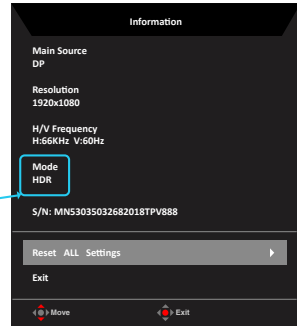 Information
Main Source
DP
Resolution
1920x1080
H/V Frequency
H:66KHz V:60Hz
Mode
HDR
S/N: MN53035032682018TPV888
Reset ALL Settings
Exit
Move Exit